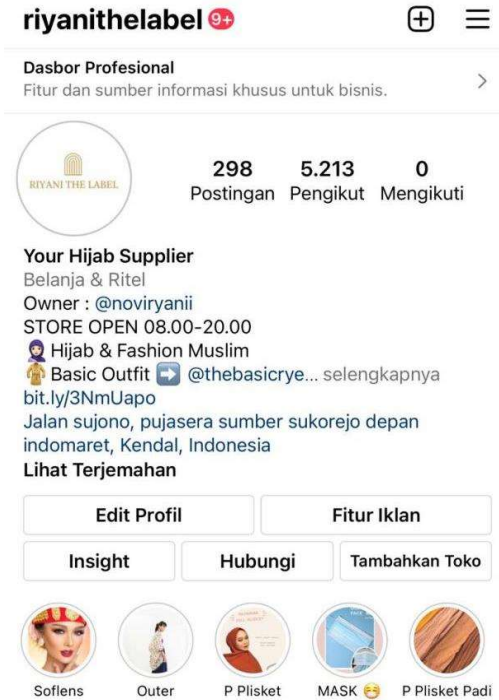 riyanithelabel 9+
Dasbor Profesional
Fitur dan sumber informasi khusus untuk bisnis.
RIYANI THE LABEL
298 5.213 0
Postingan Pengikut Mengikuti
Your Hijab Supplier
Belanja & Ritel
Owner : @noviryanii
STORE OPEN 08.00-20.00
🧕 Hijab & Fashion Muslim
🥻 Basic Outfit ➡️ @thebasicrye... selengkapnya
bit.ly/3NmUapo
Jalan sujono, pujasera sumber sukorejo depan
indomaret, Kendal, Indonesia
Lihat Terjemahan
Edit Profil Fitur Iklan
Insight Hubungi Tambahkan Toko
Soflens Outer P Plisket MASK 😷 P Plisket Padi